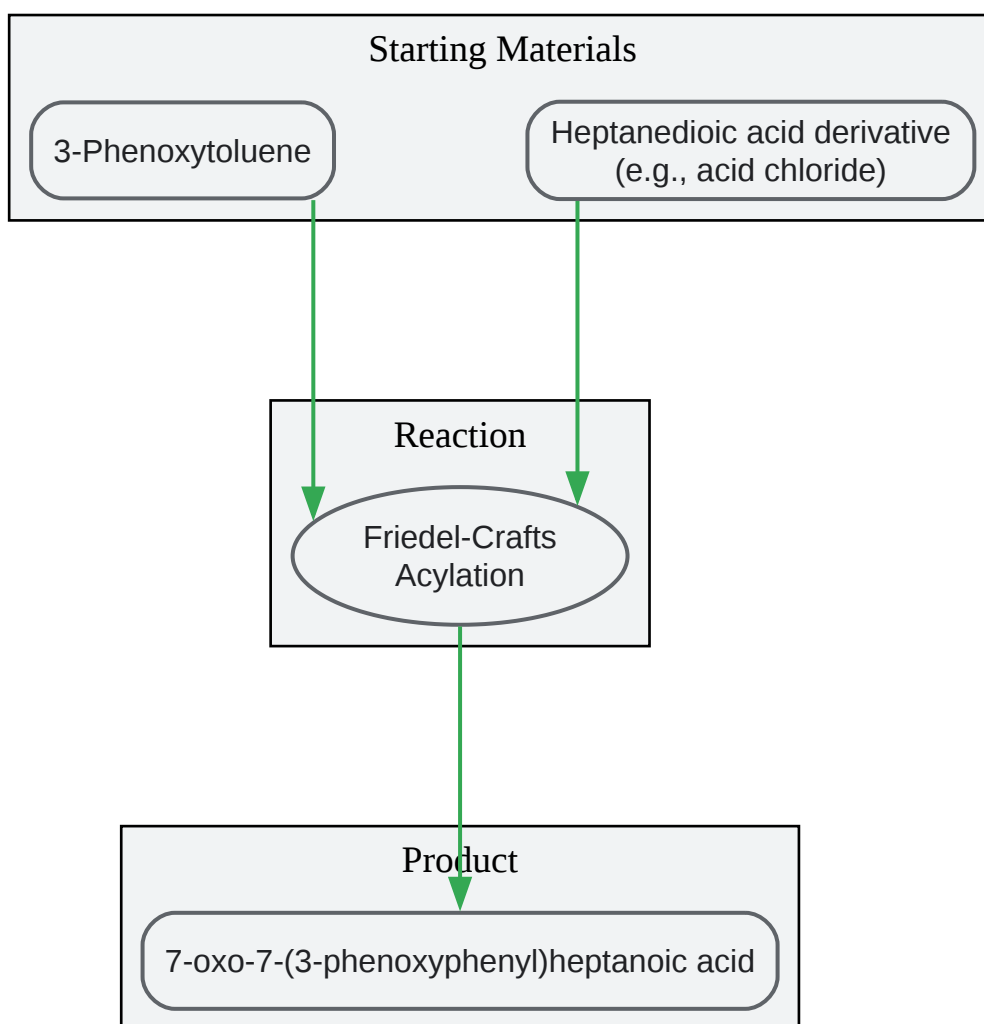 Starting Materials
3-Phenoxytoluene
Heptanedioic acid derivative
(e.g., acid chloride)
Reaction
Friedel-Crafts
Acylation
Product
7-oxo-7-(3-phenoxyphenyl)heptanoic acid